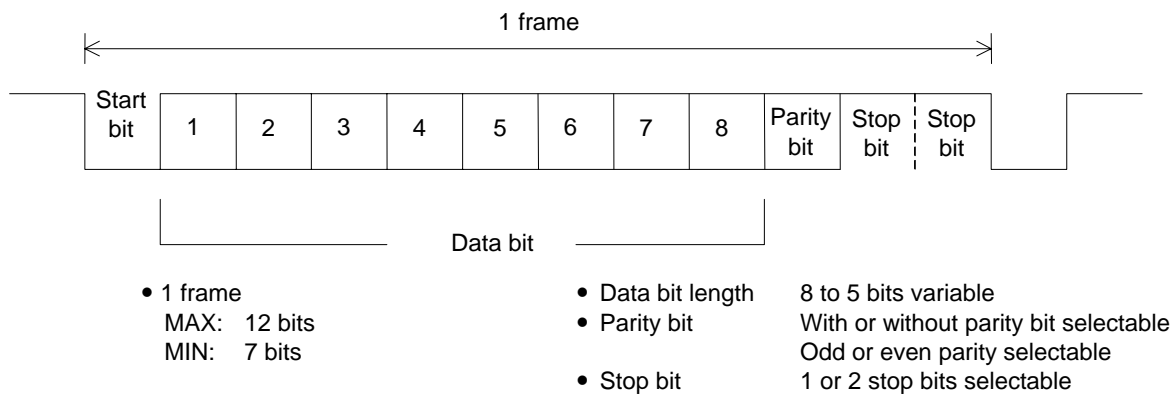 1 frame
Start bit 1 2 3 4 5 6 7 8 Parity bit Stop bit Stop bit
Data bit
• 1 frame
MAX: 12 bits
MIN: 7 bits
• Data bit length 8 to 5 bits variable
• Parity bit With or without parity bit selectable
Odd or even parity selectable
• Stop bit 1 or 2 stop bits selectable